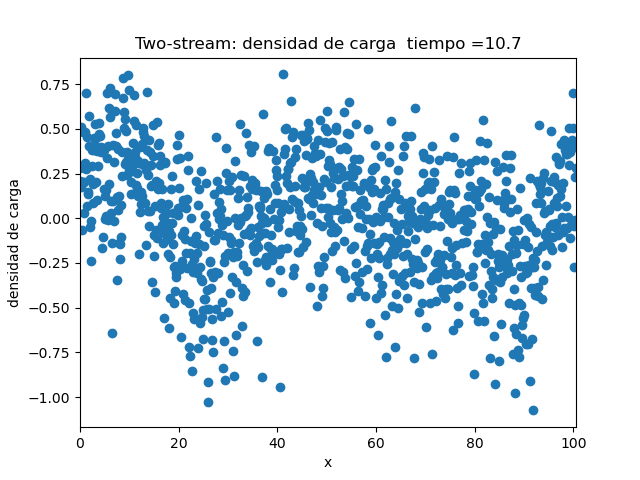 Two-stream: densidad de carga  tiempo =10.7
densidad de carga
0.75
0.50
0.25
0.00
−0.25
−0.50
−0.75
−1.00
0 20 40 60 80 100
x